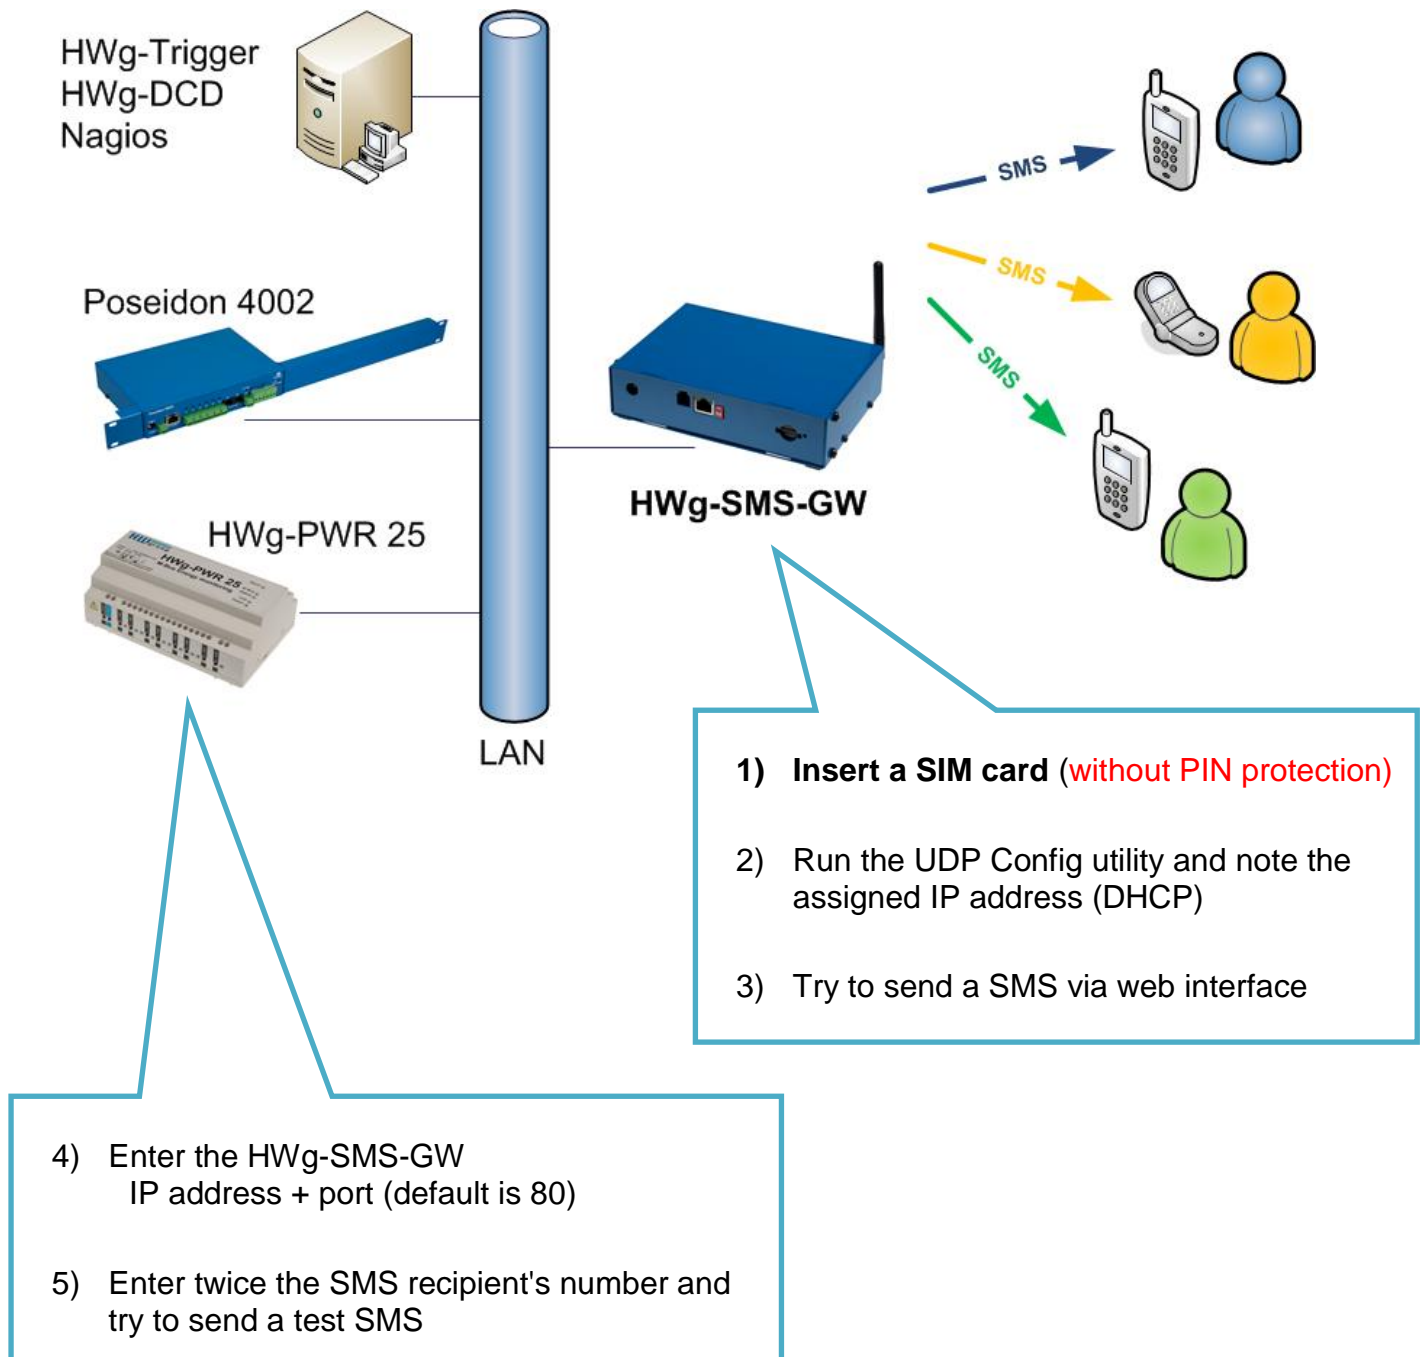 HWg-Trigger
HWg-DCD
Nagios
SMS
SMS
SMS
Poseidon 4002
HWg-SMS-GW
HWg-PWR 25
HWg-PWR 25
LAN
1) Insert a SIM card (without PIN protection)
2) Run the UDP Config utility and note the
assigned IP address (DHCP)
3) Try to send a SMS via web interface
4) Enter the HWg-SMS-GW
IP address + port (default is 80)
5) Enter twice the SMS recipient's number and
try to send a test SMS